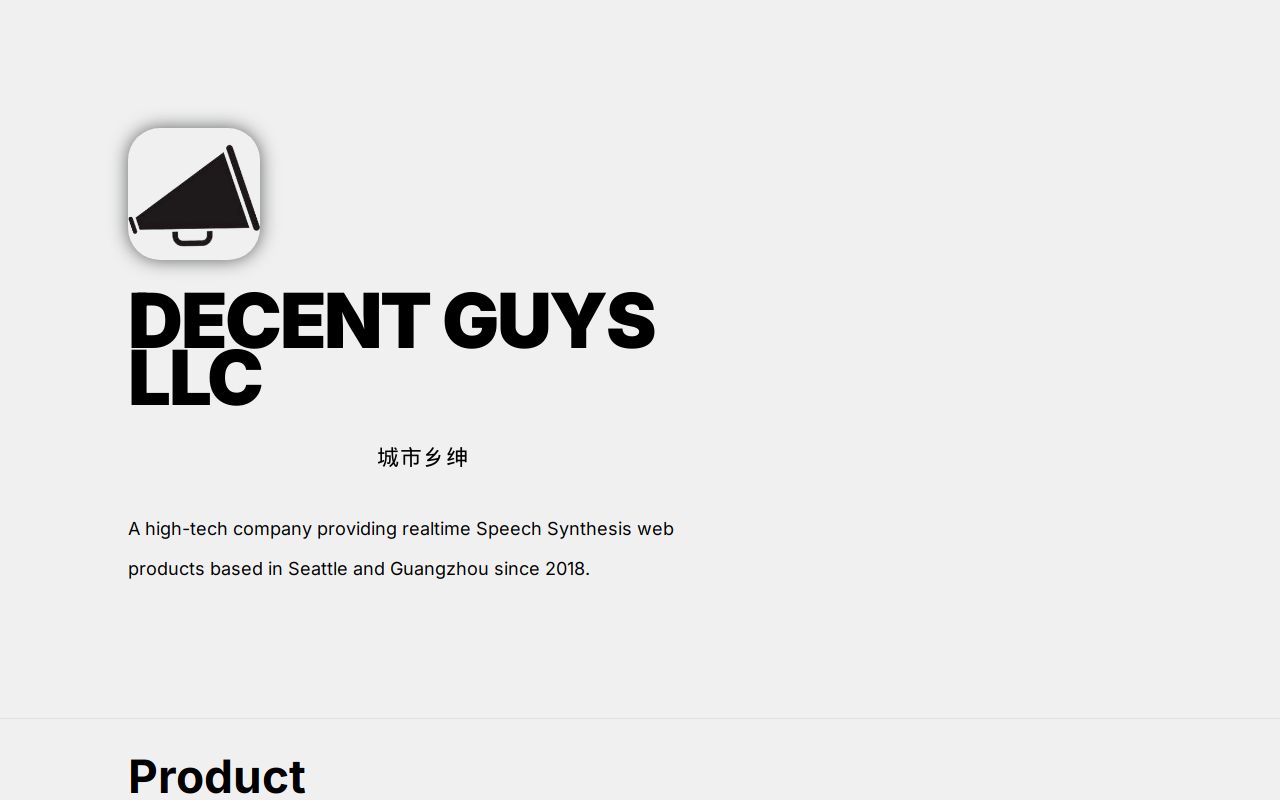 DECENT GUYS
LLC
城市乡绅
A high-tech company providing realtime Speech Synthesis web
products based in Seattle and Guangzhou since 2018.
Product